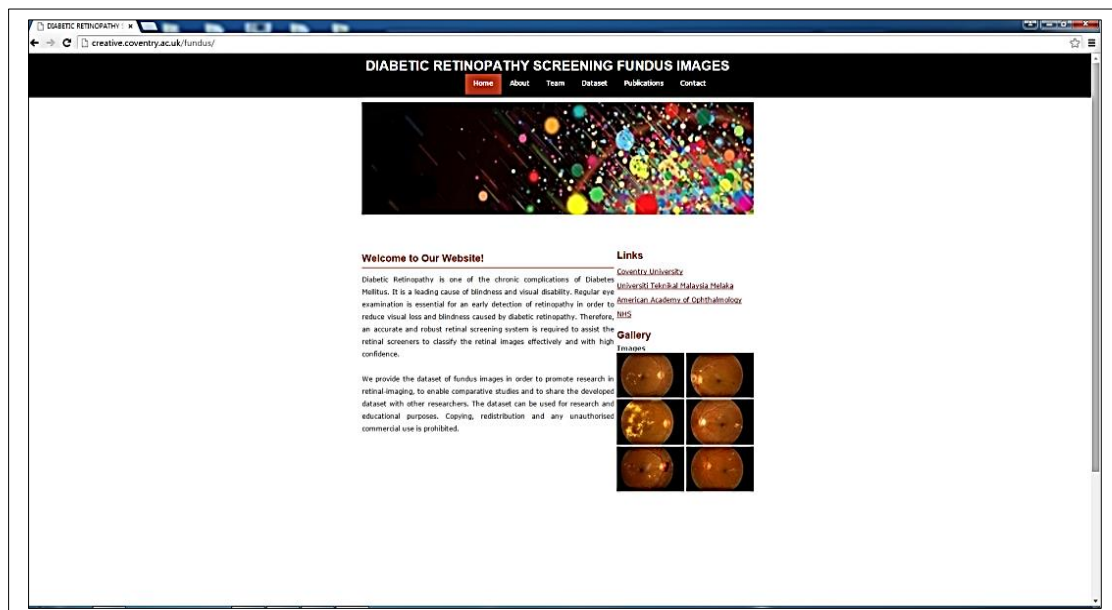 DIABETIC RETINOPATHY S
creative.coventry.ac.uk/fundus/
DIABETIC RETINOPATHY SCREENING FUNDUS IMAGES
Home About Team Dataset Publications Contact
Welcome to Our Website!
Diabetic Retinopathy is one of the chronic complications of Diabetes
Mellitus. It is a leading cause of blindness and visual disability. Regular eye
examination is essential for an early detection of retinopathy in order to
reduce visual loss and blindness caused by diabetic retinopathy. Therefore,
an accurate and robust retinal screening system is required to assist the
retinal screeners to classify the retinal images effectively and with high
confidence.
We provide the dataset of fundus images in order to promote research in
retinal-imaging, to enable comparative studies and to share the developed
dataset with other researchers. The dataset can be used for research and
educational purposes. Copying, redistribution and any unauthorised
commercial use is prohibited.
Links
Coventry University
Universiti Teknikal Malaysia Melaka
American Academy of Ophthalmology
NHS
Gallery
Images